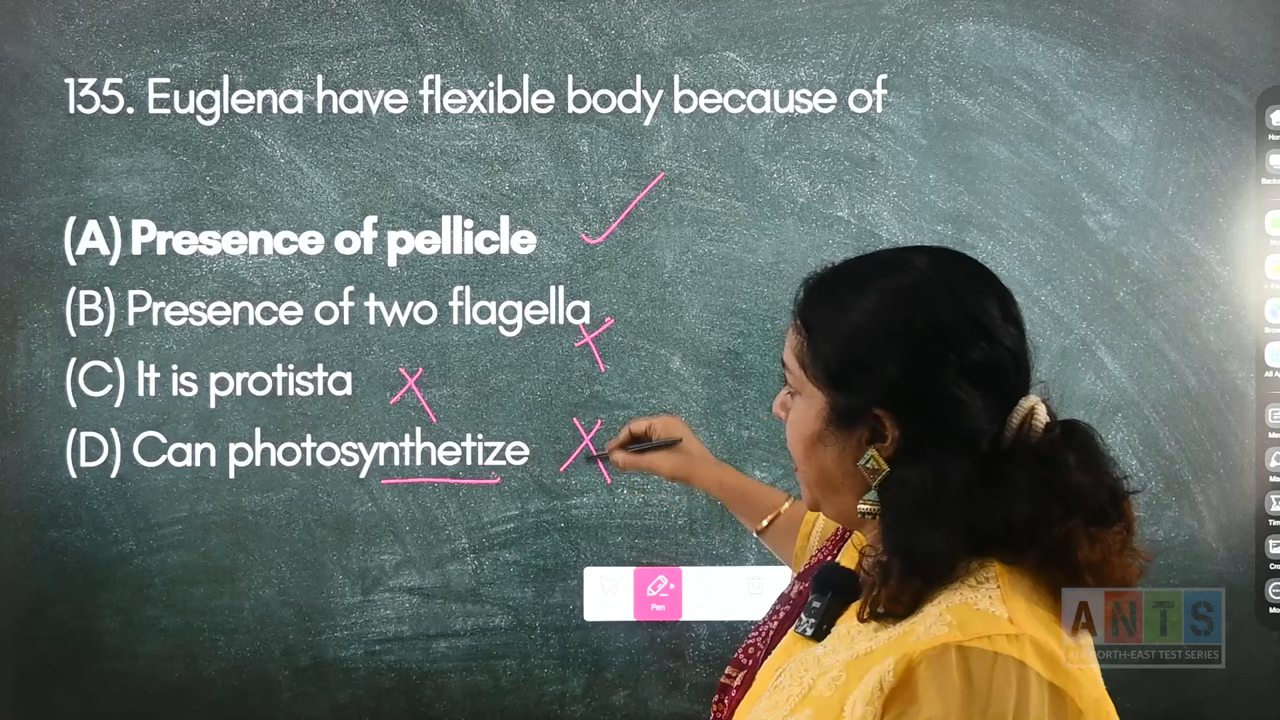 135. Euglena have flexible body because of
(A) Presence of pellicle
(B) Presence of two flagella
(C) It is protista
(D) Can photosynthetize
Pen
ANTS
NORTH-EAST TEST SERIES